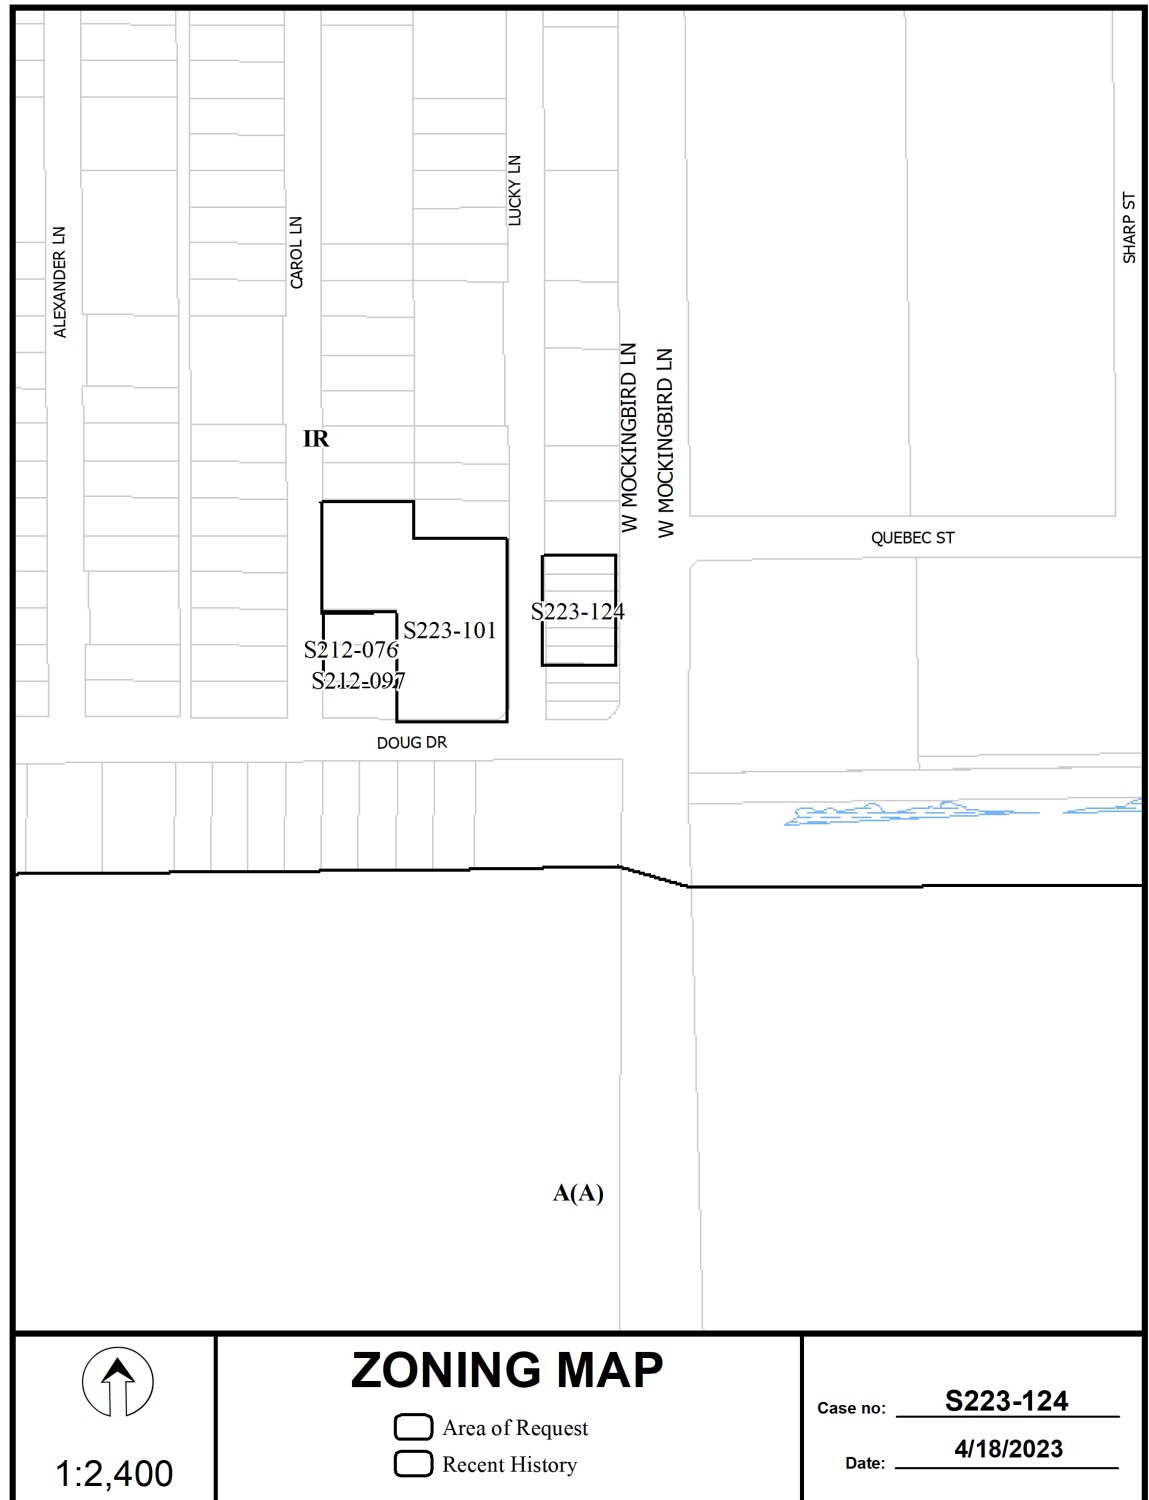 LUCKY LN
SHARP ST
CAROL LN
ALEXANDER LN
W MOCKINGBIRD LN
W MOCKINGBIRD LN
IR
QUEBEC ST
S223-124
S223-101
S212-076
S212-097
DOUG DR
A(A)
ZONING MAP
Area of Request
Recent History
1:2,400
Case no: S223-124
Date: 4/18/2023